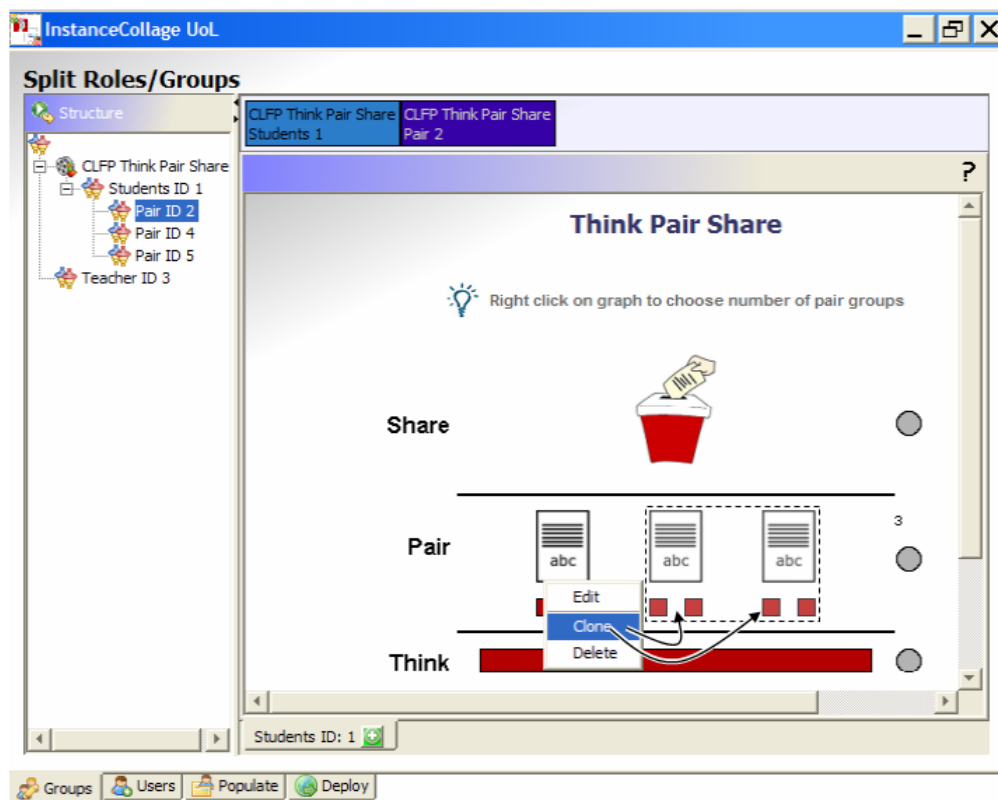 InstanceCollage UoL
Split Roles/Groups
Structure
CLFP Think Pair Share
Students ID 1
Pair ID 2
Pair ID 4
Pair ID 5
Teacher ID 3
CLFP Think Pair Share
Students 1
CLFP Think Pair Share
Pair 2
?
Think Pair Share
Right click on graph to choose number of pair groups
Share
Pair
abc
abc
abc
3
Edit
Clone
Delete
Think
Students ID: 1
Groups
Users
Populate
Deploy